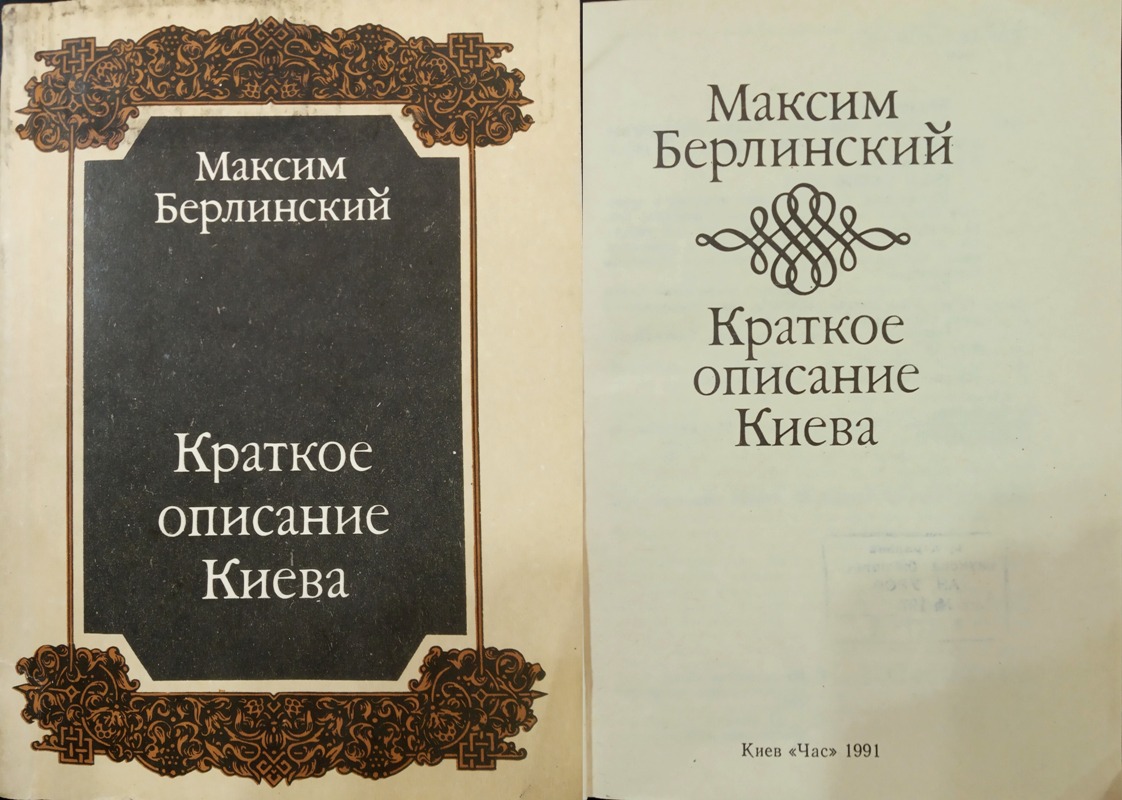 Максим
Берлинский
Краткое
описание
Киева
Максим
Берлинский
Краткое
описание
Киева
Киев «Час» 1991